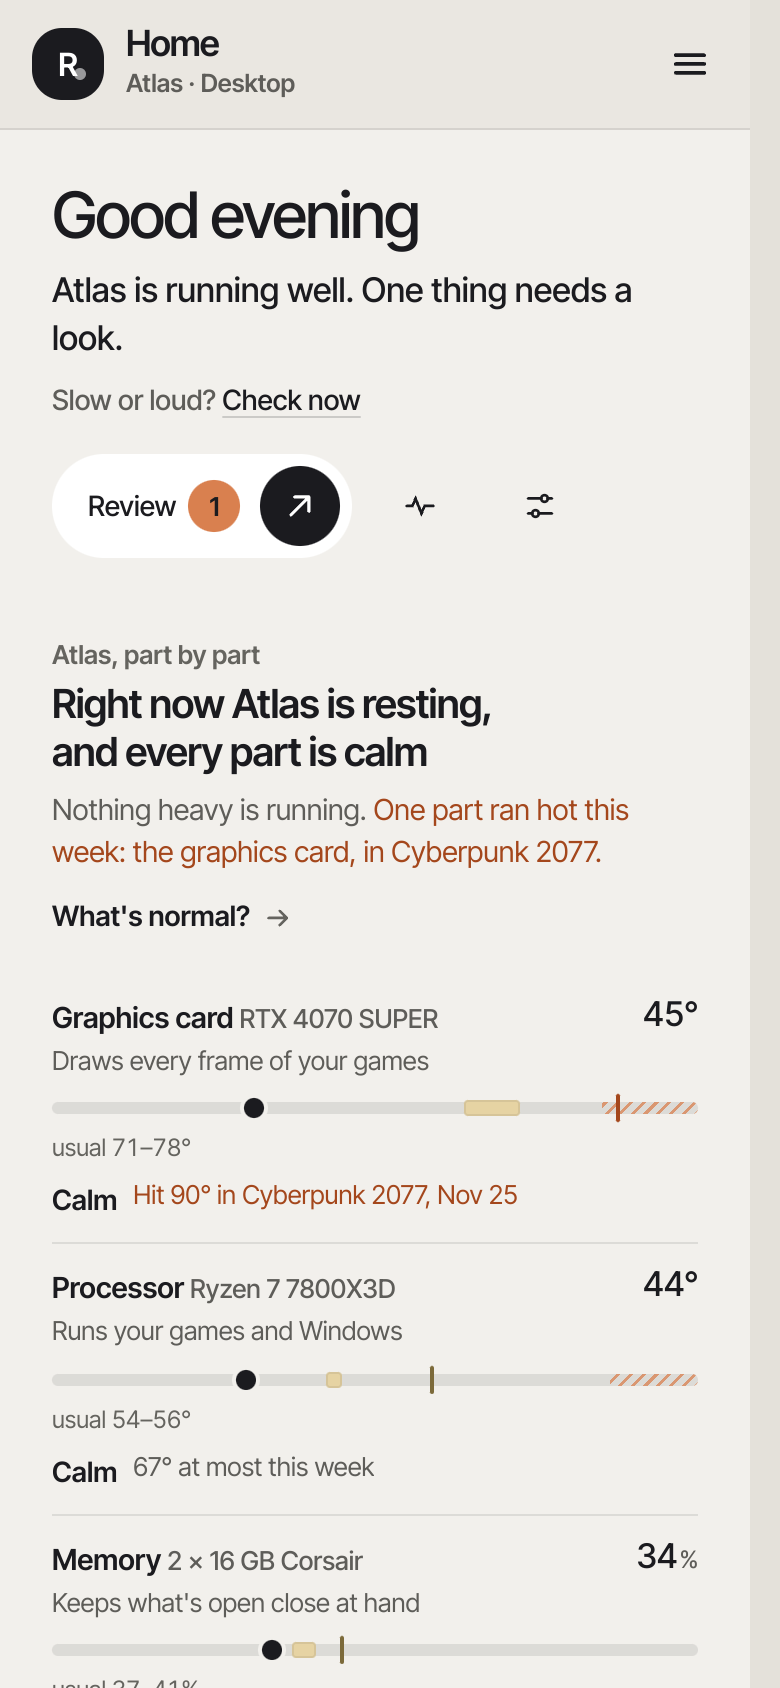 R
Home
Atlas · Desktop
Good evening
Atlas is running well. One thing needs a
look.
Slow or loud? Check now
Review 1
Atlas, part by part
Right now Atlas is resting,
and every part is calm
Nothing heavy is running. One part ran hot this
week: the graphics card, in Cyberpunk 2077.
What's normal?
Graphics card RTX 4070 SUPER 45°
Draws every frame of your games
usual 71–78°
Calm Hit 90° in Cyberpunk 2077, Nov 25
Processor Ryzen 7 7800X3D 44°
Runs your games and Windows
usual 54–56°
Calm 67° at most this week
Memory 2 × 16 GB Corsair 34%
Keeps what's open close at hand
usual 37–41%